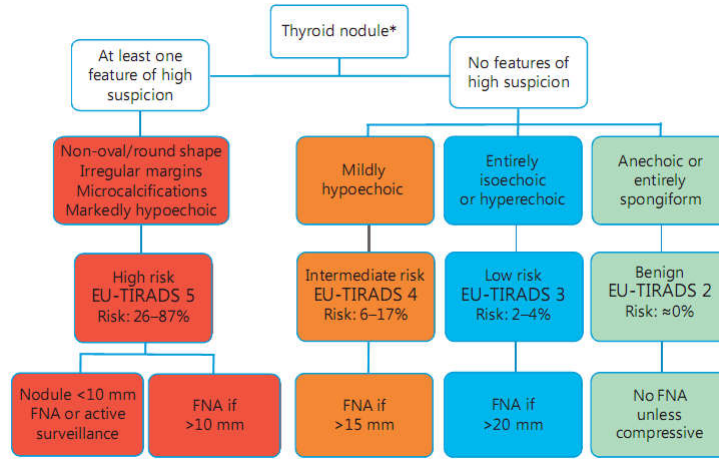 Thyroid nodule*
At least one
feature of high
suspicion
No features of
high suspicion
Non-oval/round shape
Irregular margins
Microcalcifications
Markedly hypoechoic
Mildly
hypoechoic
Entirely
isoechoic
or hyperechoic
Anechoic or
entirely
spongiform
High risk
EU-TIRADS 5
Risk: 26–87%
Intermediate risk
EU-TIRADS 4
Risk: 6–17%
Low risk
EU-TIRADS 3
Risk: 2–4%
Benign
EU-TIRADS 2
Risk: ≈0%
Nodule <10 mm
FNA or active
surveillance
FNA if
>10 mm
FNA if
>15 mm
FNA if
>20 mm
No FNA
unless
compressive